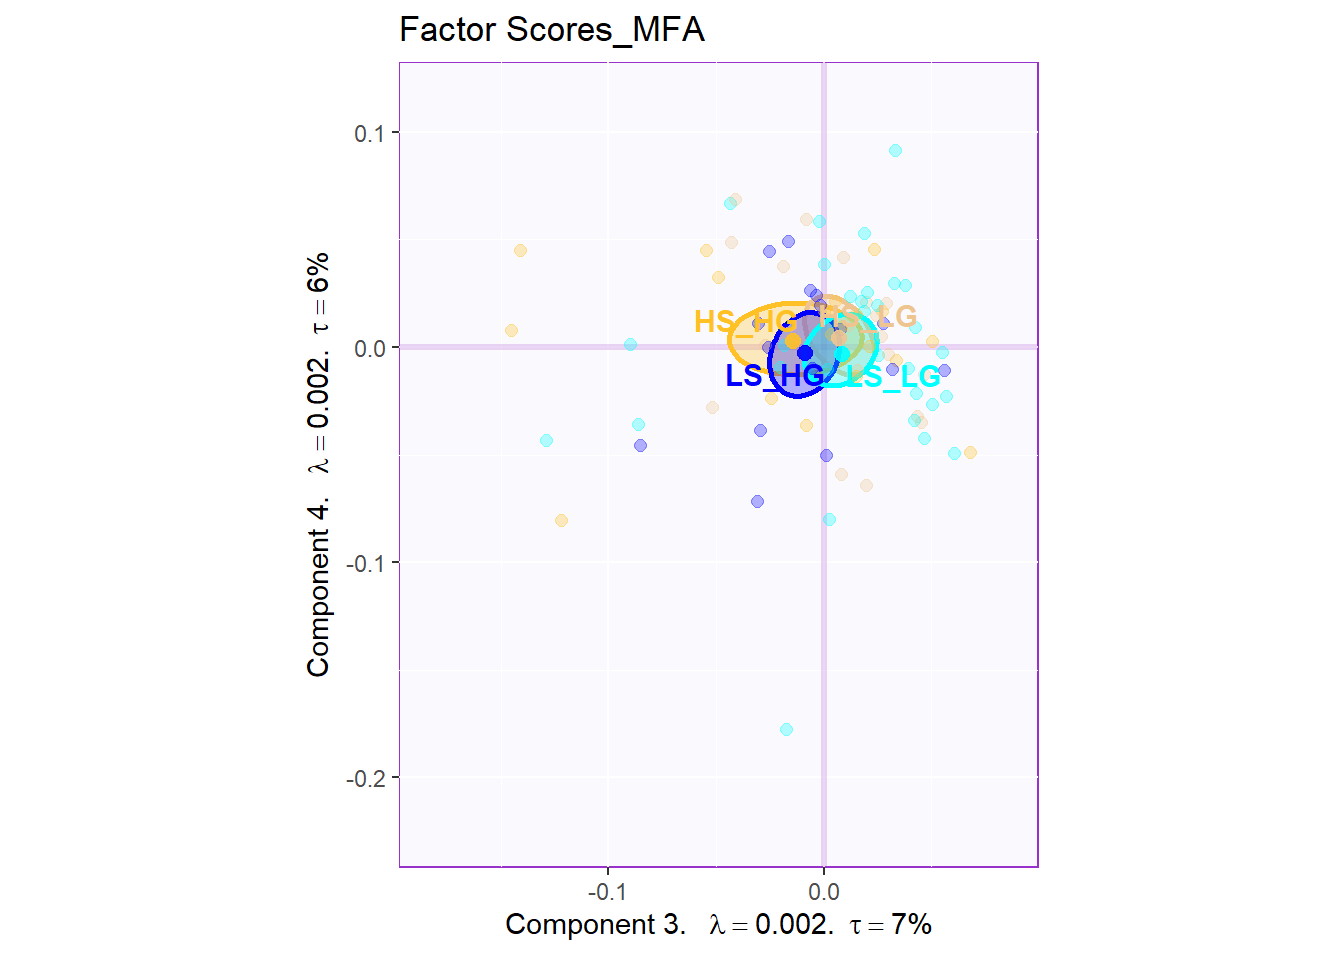 Factor Scores_MFA
Component 4.   λ = 0.002.  τ = 6%
0.1
0.0
-0.1
-0.2
HS_HG
HS_LG
LS_HG
LS_LG
-0.1
0.0
Component 3.   λ = 0.002.  τ = 7%